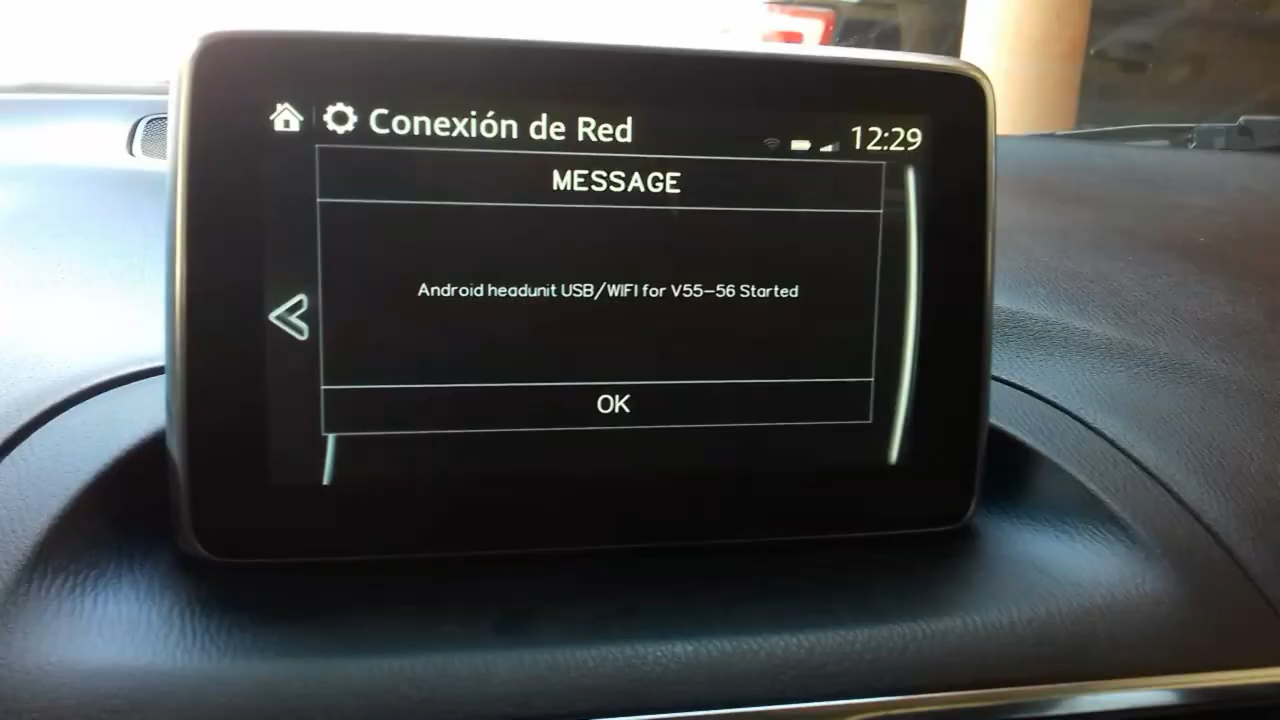 Conexión de Red
12:29
MESSAGE
Android headunit USB/WIFI for V55-56 Started
OK